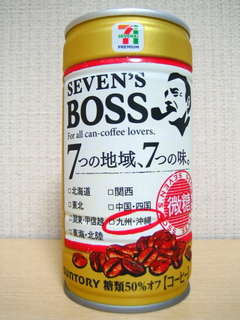 SEVEN&i
PREMIUM
SEVEN'S
BOSS
For all can-coffee lovers.
7つの地域、7つの味。
□北海道 □関西
□東北 □中国・四国
□関東・甲信越 □九州・沖縄
□東海・北陸
微糖
SUNTORY 糖類50%オフ【コーヒー】